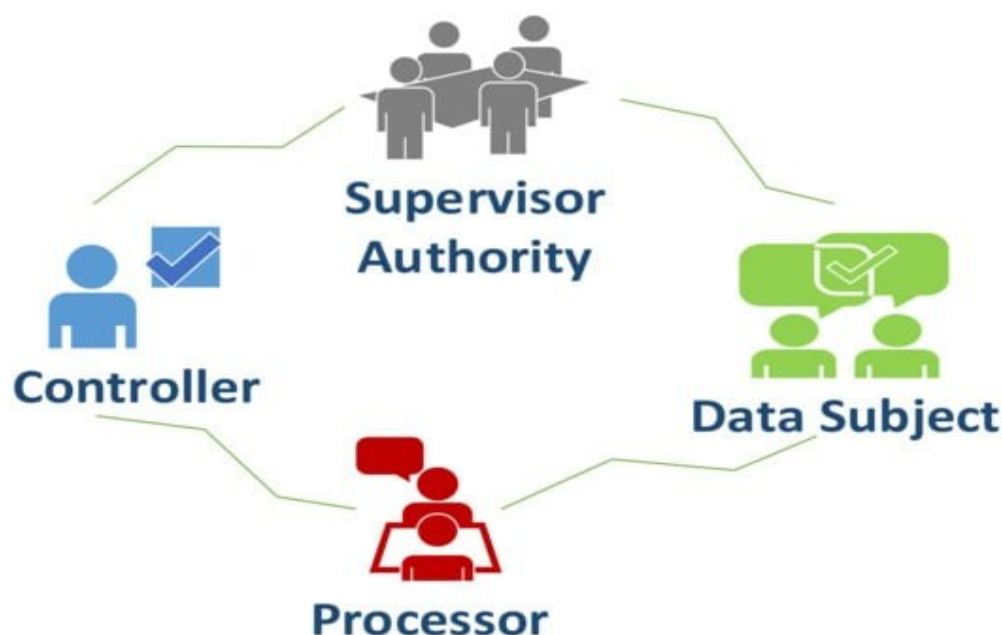 Supervisor
Authority
Controller
Data Subject
Processor